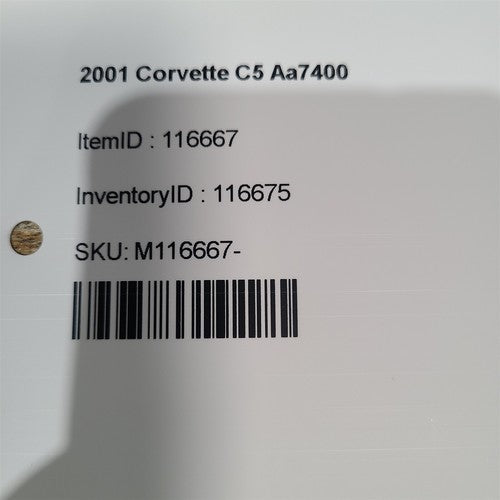 2001 Corvette C5 Aa7400
ItemID : 116667
InventoryID : 116675
SKU: M116667-